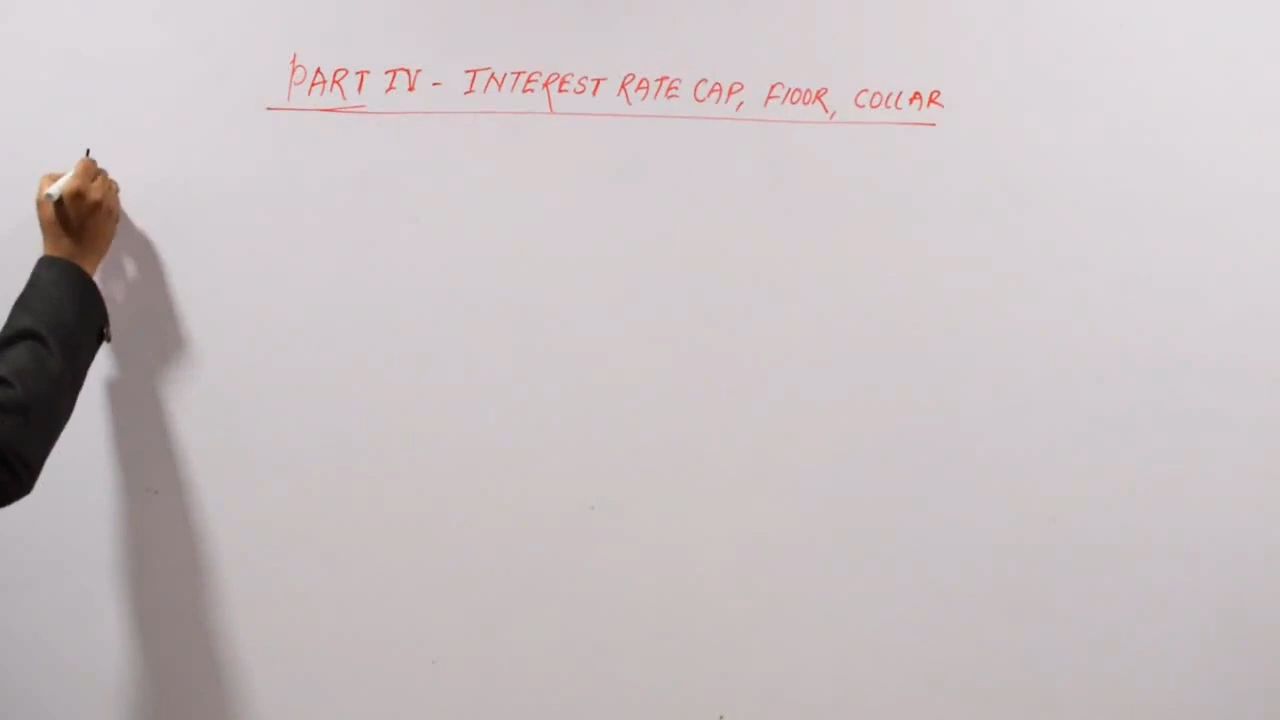 PART IV - INTEREST RATE CAP, FlOOR, COLLAR